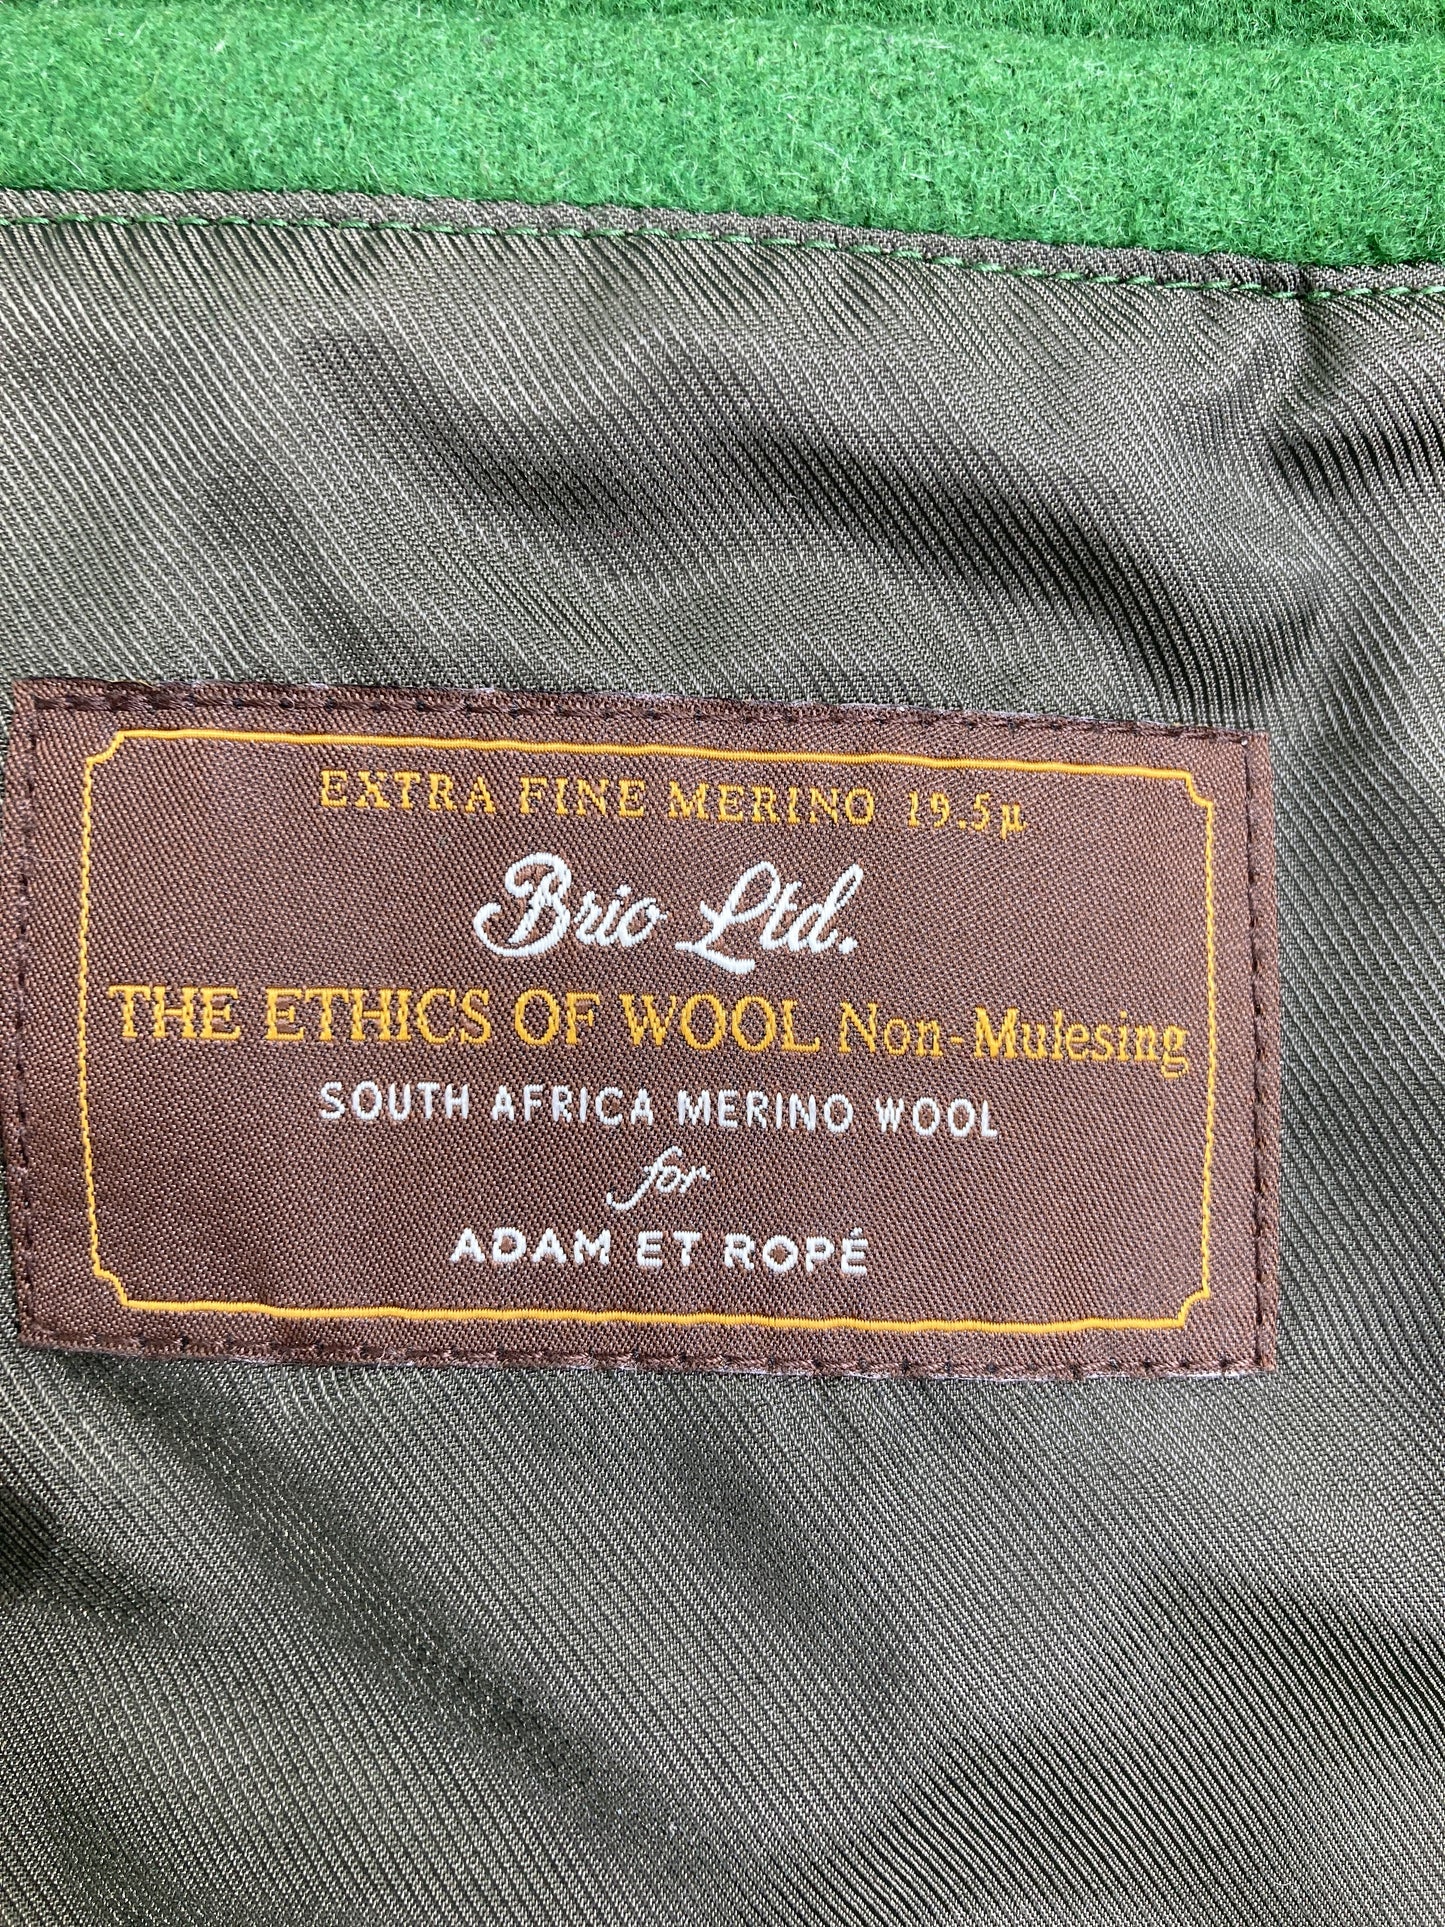 EXTRA FINE MERINO 19.5µ
Brio Ltd.
THE ETHICS OF WOOL Non-Mulesing
SOUTH AFRICA MERINO WOOL
for
ADAM ET ROPÉ